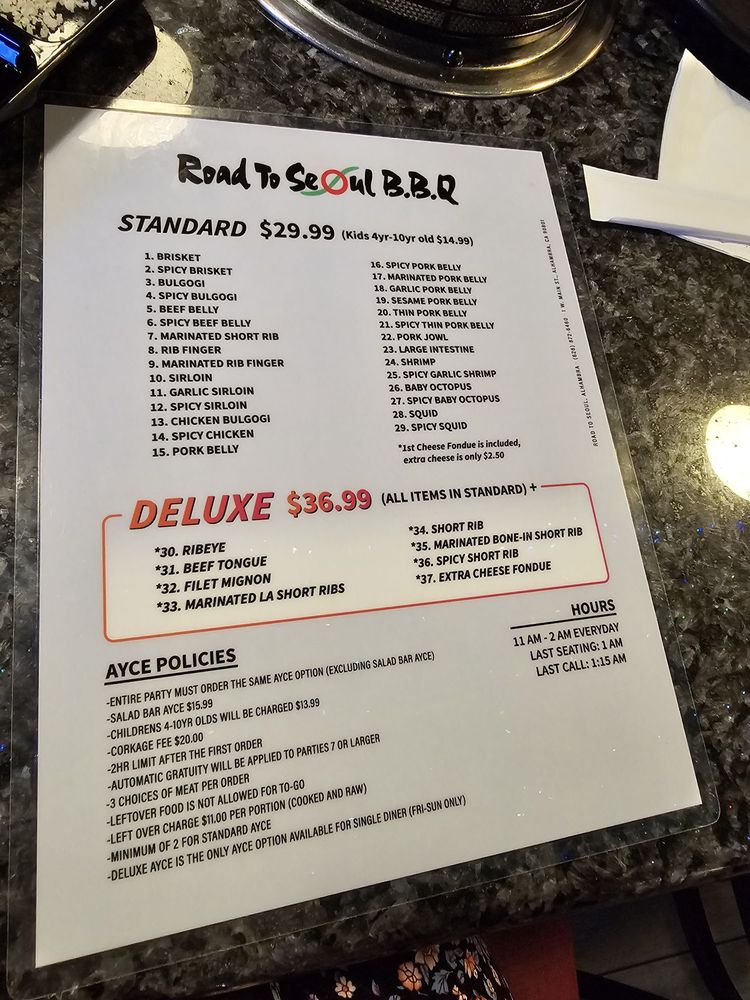 Road To Seoul B.B.Q
STANDARD $29.99 (Kids 4yr-10yr old $14.99)
1. BRISKET
2. SPICY BRISKET
3. BULGOGI
4. SPICY BULGOGI
5. BEEF BELLY
6. SPICY BEEF BELLY
7. MARINATED SHORT RIB
8. RIB FINGER
9. MARINATED RIB FINGER
10. SIRLOIN
11. GARLIC SIRLOIN
12. SPICY SIRLOIN
13. CHICKEN BULGOGI
14. SPICY CHICKEN
15. PORK BELLY
16. SPICY PORK BELLY
17. MARINATED PORK BELLY
18. GARLIC PORK BELLY
19. SESAME PORK BELLY
20. THIN PORK BELLY
21. SPICY THIN PORK BELLY
22. PORK JOWL
23. LARGE INTESTINE
24. SHRIMP
25. SPICY GARLIC SHRIMP
26. BABY OCTOPUS
27. SPICY BABY OCTOPUS
28. SQUID
29. SPICY SQUID
*1st Cheese Fondue is included,
extra cheese is only $2.50
DELUXE $36.99 (ALL ITEMS IN STANDARD) +
*30. RIBEYE
*31. BEEF TONGUE
*32. FILET MIGNON
*33. MARINATED LA SHORT RIBS
*34. SHORT RIB
*35. MARINATED BONE-IN SHORT RIB
*36. SPICY SHORT RIB
*37. EXTRA CHEESE FONDUE
AYCE POLICIES
-ENTIRE PARTY MUST ORDER THE SAME AYCE OPTION (EXCLUDING SALAD BAR AYCE)
-SALAD BAR AYCE $15.99
-CHILDRENS 4-10YR OLDS WILL BE CHARGED $13.99
-CORKAGE FEE $20.00
-2HR LIMIT AFTER THE FIRST ORDER
-AUTOMATIC GRATUITY WILL BE APPLIED TO PARTIES 7 OR LARGER
-3 CHOICES OF MEAT PER ORDER
-LEFTOVER FOOD IS NOT ALLOWED FOR TO-GO
-LEFT OVER CHARGE $11.00 PER PORTION (COOKED AND RAW)
-MINIMUM OF 2 FOR STANDARD AYCE
-DELUXE AYCE IS THE ONLY AYCE OPTION AVAILABLE FOR SINGLE DINER (FRI-SUN ONLY)
HOURS
11 AM - 2 AM EVERYDAY
LAST SEATING: 1 AM
LAST CALL: 1:15 AM
ROAD TO SEOUL, ALHAMBRA (626) 872-6460 1 W. MAIN ST., ALHAMBRA, CA 90801